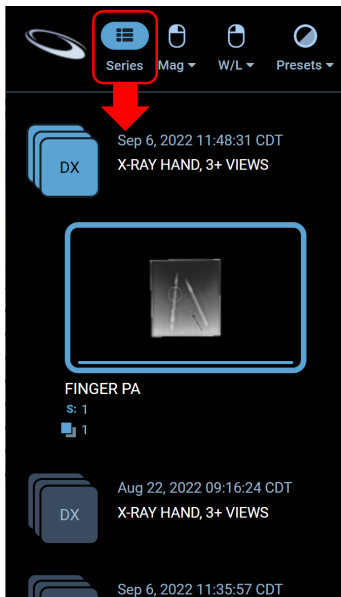 Series Mag W/L Presets
Sep 6, 2022 11:48:31 CDT
DX
X-RAY HAND, 3+ VIEWS
FINGER PA
S: 1
1
Aug 22, 2022 09:16:24 CDT
DX
X-RAY HAND, 3+ VIEWS
Sep 6, 2022 11:35:57 CDT